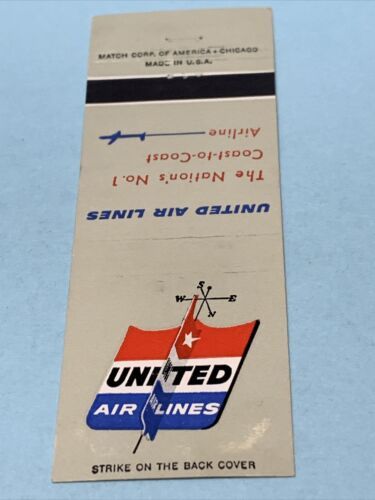 MATCH CORP. OF AMERICA • CHICAGO
MADE IN U.S.A.
UNITED AIR LINES
The Nation's No.1
Coast-to-Coast
Airline
S
W E
N
UNITED
AIR LINES
STRIKE ON THE BACK COVER